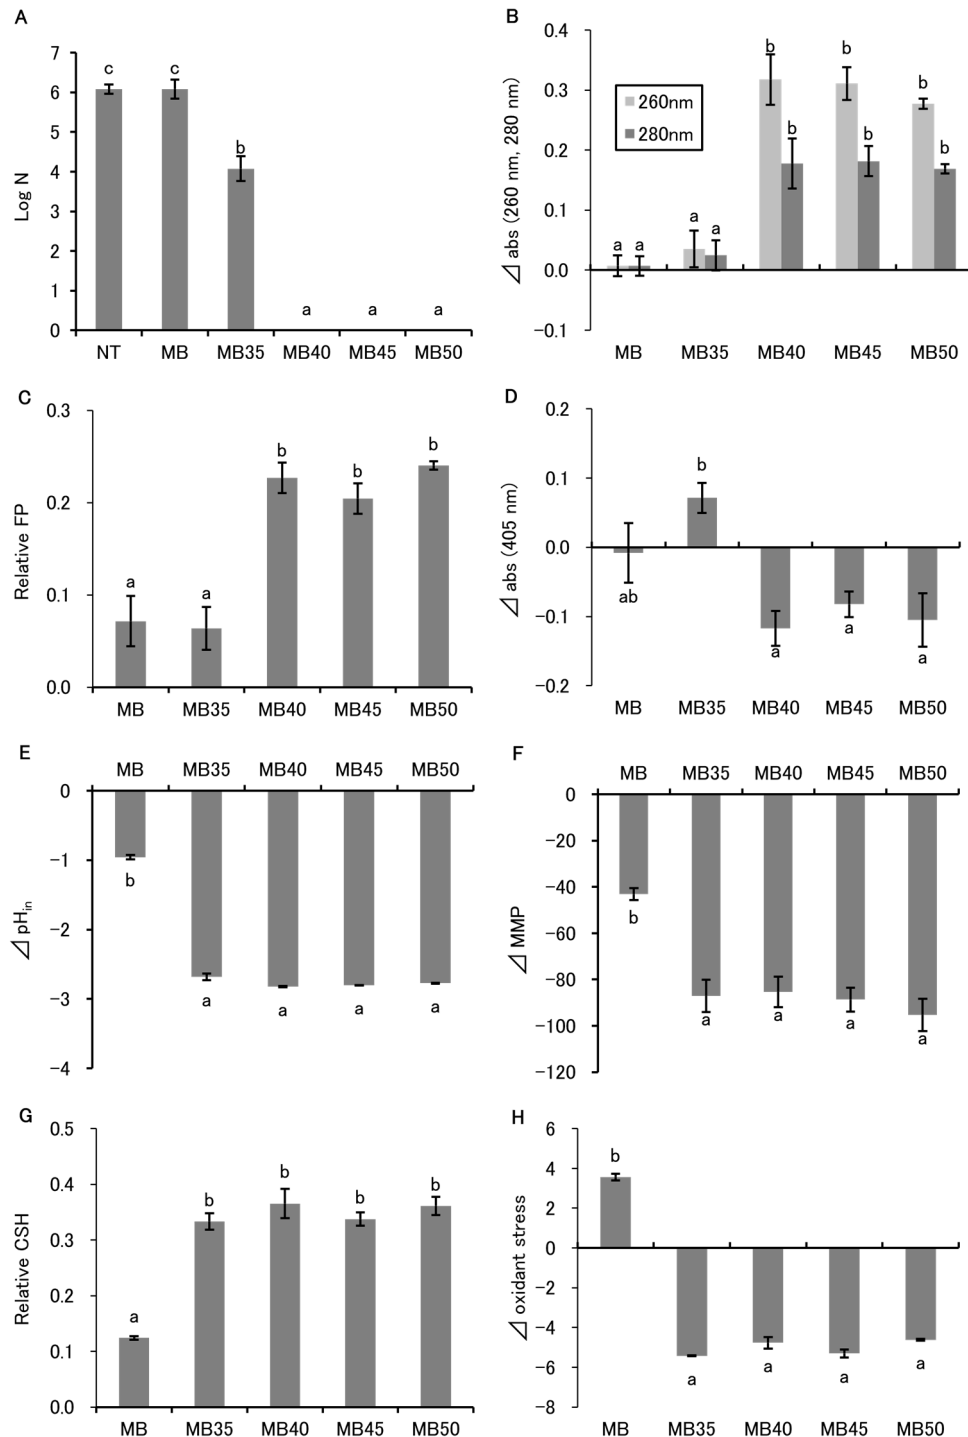 A
Log N
7
6
5
4
3
2
1
0
c
c
b
a
a
a
NT MB MB35 MB40 MB45 MB50
B
⊿ abs (260 nm, 280 nm)
0.4
0.3
0.2
0.1
0.0
−0.1
260nm
280nm
a a
a a
b
b
b
b
b
b
MB MB35 MB40 MB45 MB50
C
Relative FP
0.3
0.2
0.1
0.0
a
a
b
b
b
MB MB35 MB40 MB45 MB50
D
⊿ abs (405 nm)
0.2
0.1
0.0
−0.1
−0.2
ab
b
a
a
a
MB MB35 MB40 MB45 MB50
E
MB MB35 MB40 MB45 MB50
⊿ pHin
0
−1
−2
−3
−4
b
a
a
a
a
F
MB MB35 MB40 MB45 MB50
⊿ MMP
0
−20
−40
−60
−80
−100
−120
b
a
a
a
a
G
Relative CSH
0.5
0.4
0.3
0.2
0.1
0.0
a
b
b
b
b
MB MB35 MB40 MB45 MB50
H
⊿ oxidant stress
6
4
2
0
−2
−4
−6
−8
b
a
a
a
a
MB MB35 MB40 MB45 MB50